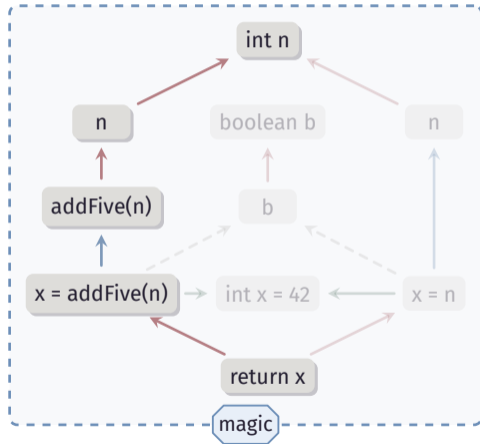 int n
n
boolean b
n
addFive(n)
b
x = addFive(n)
int x = 42
x = n
return x
magic